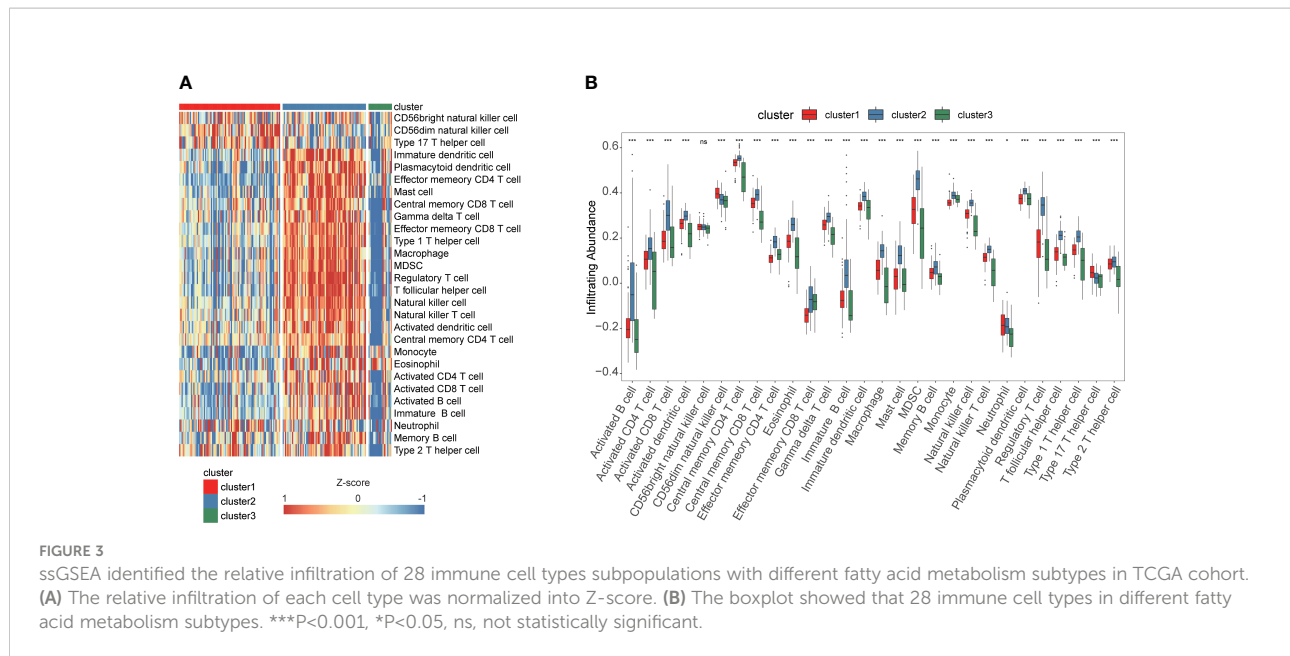 A
cluster
CD56bright natural killer cell
CD56dim natural killer cell
Type 17 T helper cell
Immature dendritic cell
Plasmacytoid dendritic cell
Effector memeory CD4 T cell
Mast cell
Central memory CD8 T cell
Gamma delta T cell
Effector memeory CD8 T cell
Type 1 T helper cell
Macrophage
MDSC
Regulatory T cell
T follicular helper cell
Natural killer cell
Natural killer T cell
Activated dendritic cell
Central memory CD4 T cell
Monocyte
Eosinophil
Activated CD4 T cell
Activated CD8 T cell
Activated B cell
Immature B cell
Neutrophil
Memory B cell
Type 2 T helper cell
cluster
cluster1
cluster2
cluster3
Z-score
1 0 -1
B
cluster cluster1 cluster2 cluster3
*** *** *** *** ns *** *** *** *** *** *** *** *** *** *** *** *** *** *** *** *** * *** *** *** *** *** ***
0.6
0.4
0.2
0.0
−0.2
−0.4
Infiltrating Abundance
Activated B cell
Activated CD4 T cell
Activated CD8 T cell
Activated dendritic cell
CD56bright natural killer cell
CD56dim natural killer cell
Central memory CD4 T cell
Central memory CD8 T cell
Effector memeory CD4 T cell
Effector memeory CD8 T cell
Eosinophil
Gamma delta T cell
Immature B cell
Immature dendritic cell
Macrophage
Mast cell
MDSC
Memory B cell
Monocyte
Natural killer cell
Natural killer T cell
Neutrophil
Plasmacytoid dendritic cell
Regulatory T cell
T follicular helper cell
Type 1 T helper cell
Type 17 T helper cell
Type 2 T helper cell
FIGURE 3
ssGSEA identified the relative infiltration of 28 immune cell types subpopulations with different fatty acid metabolism subtypes in TCGA cohort.
(A) The relative infiltration of each cell type was normalized into Z-score. (B) The boxplot showed that 28 immune cell types in different fatty
acid metabolism subtypes. ***P<0.001, *P<0.05, ns, not statistically significant.